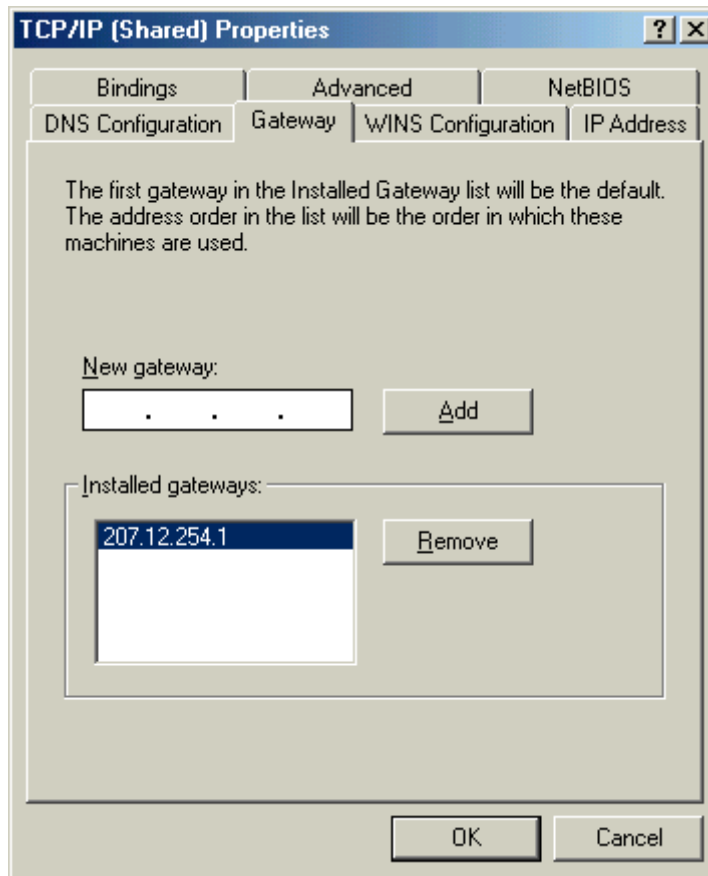 TCP/IP (Shared) Properties ? ×
Bindings Advanced NetBIOS
DNS Configuration Gateway WINS Configuration IP Address
The first gateway in the Installed Gateway list will be the default.
The address order in the list will be the order in which these
machines are used.
New gateway:
. . . Add
Installed gateways:
207.12.254.1 Remove
OK Cancel